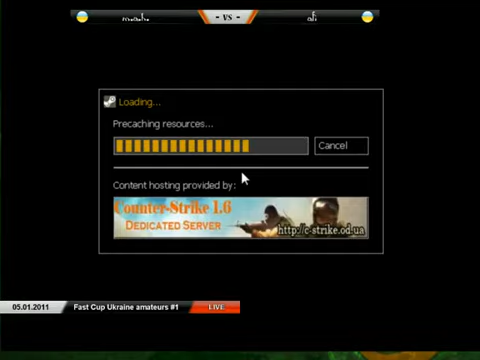 - VS -
Loading...
Precaching resources...
Cancel
Content hosting provided by:
Counter-Strike 1.6
DEDICATED SERVER
http://c-strike.od.ua
05.01.2011 Fast Cup Ukraine amateurs #1 LIVE